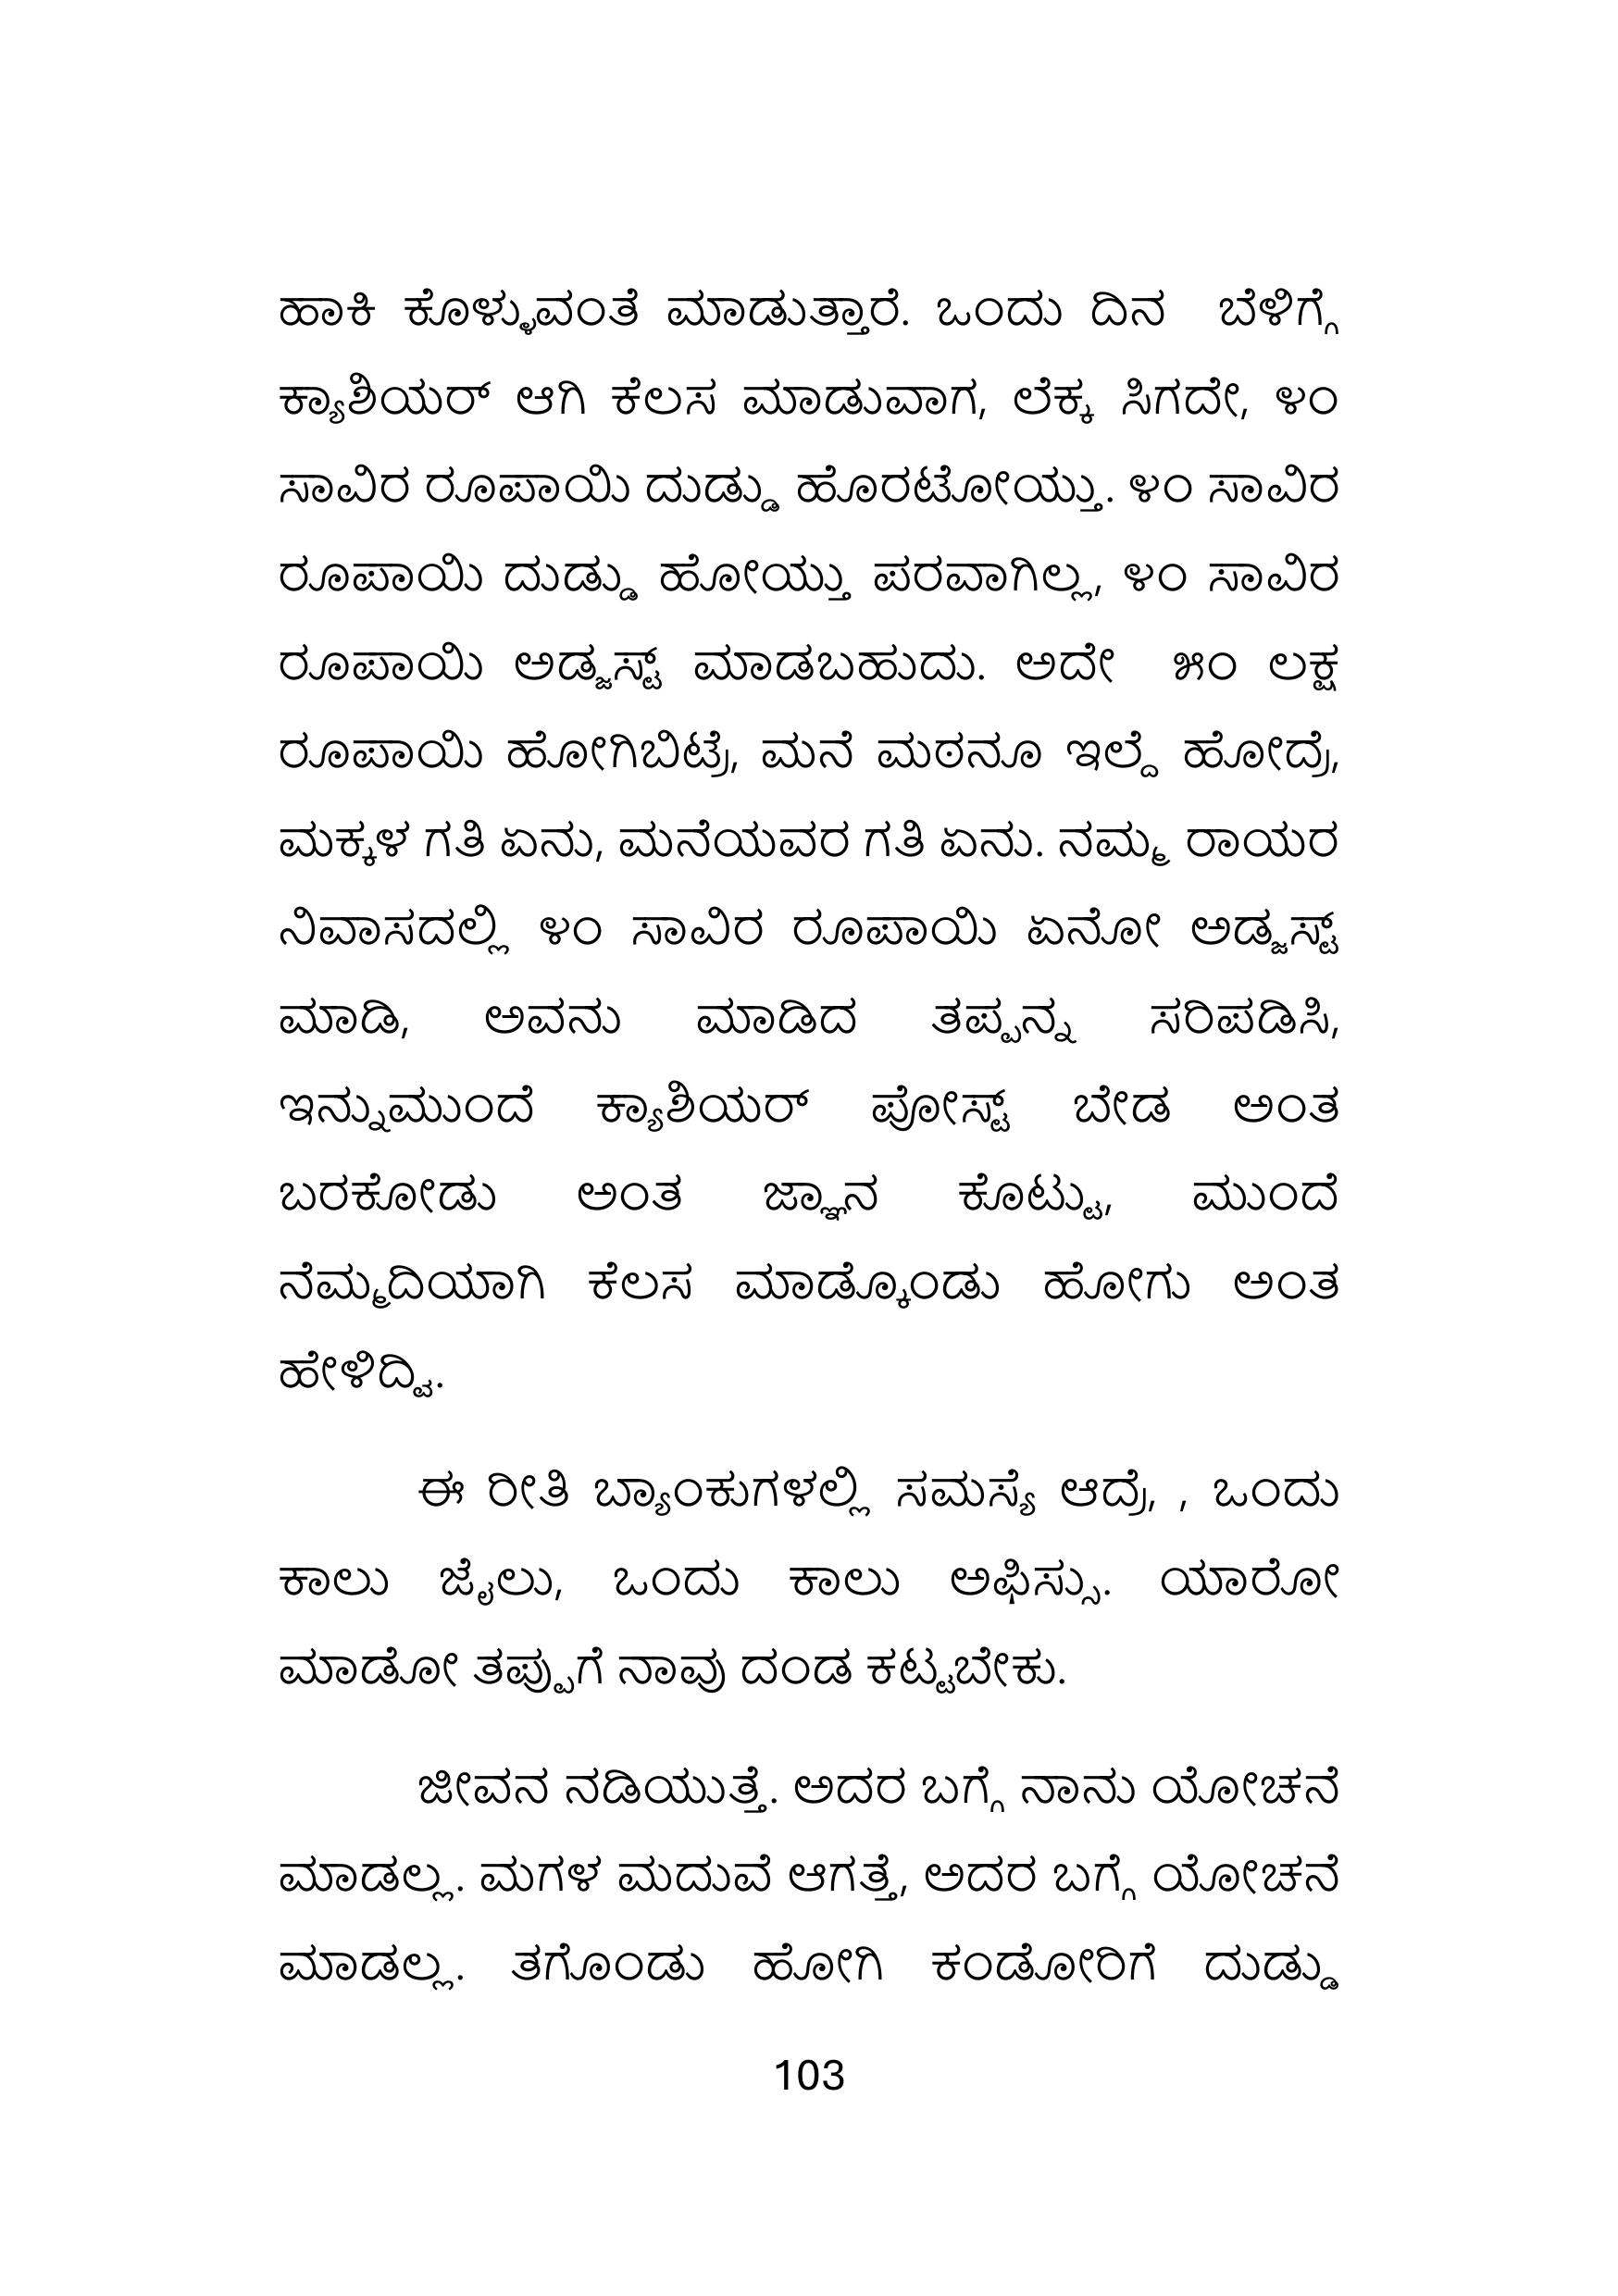 ಹಾಕಿ ಕೊಳ್ಳುವಂತೆ ಮಾಡುತ್ತಾರೆ. ಒಂದು ದಿನ ಬೆಳಿಗ್ಗೆ
ಕ್ಯಾಶಿಯರ್ ಆಗಿ ಕೆಲಸ ಮಾಡುವಾಗ, ಲೆಕ್ಕ ಸಿಗದೇ, ೪೦
ಸಾವಿರ ರೂಪಾಯಿ ದುಡ್ಡು ಹೊರಟೋಯ್ತು. ೪೦ ಸಾವಿರ
ರೂಪಾಯಿ ದುಡ್ಡು ಹೋಯ್ತು ಪರವಾಗಿಲ್ಲ, ೪೦ ಸಾವಿರ
ರೂಪಾಯಿ ಅಡ್ಜಸ್ಟ್ ಮಾಡಬಹುದು. ಅದೇ ೫೦ ಲಕ್ಷ
ರೂಪಾಯಿ ಹೋಗಿಬಿಟ್ರೆ, ಮನೆ ಮಠನೂ ಇಲ್ದೆ ಹೋದ್ರೆ,
ಮಕ್ಕಳ ಗತಿ ಏನು, ಮನೆಯವರ ಗತಿ ಏನು. ನಮ್ಮ ರಾಯರ
ನಿವಾಸದಲ್ಲಿ ೪೦ ಸಾವಿರ ರೂಪಾಯಿ ಏನೋ ಅಡ್ಜಸ್ಟ್
ಮಾಡಿ, ಅವನು ಮಾಡಿದ ತಪ್ಪನ್ನ ಸರಿಪಡಿಸಿ,
ಇನ್ನುಮುಂದೆ ಕ್ಯಾಶಿಯರ್ ಪೋಸ್ಟ್ ಬೇಡ ಅಂತ
ಬರಕೋಡು ಅಂತ ಜ್ಞಾನ ಕೊಟ್ಟು, ಮುಂದೆ
ನೆಮ್ಮದಿಯಾಗಿ ಕೆಲಸ ಮಾಡ್ಕೊಂಡು ಹೋಗು ಅಂತ
ಹೇಳಿದ್ವಿ.
ಈ ರೀತಿ ಬ್ಯಾಂಕುಗಳಲ್ಲಿ ಸಮಸ್ಯೆ ಆದ್ರೆ, , ಒಂದು
ಕಾಲು ಜೈಲು, ಒಂದು ಕಾಲು ಅಫಿಸ್ಸು. ಯಾರೋ
ಮಾಡೋ ತಪ್ಪುಗೆ ನಾವು ದಂಡ ಕಟ್ಟಬೇಕು.
ಜೀವನ ನಡಿಯುತ್ತೆ. ಅದರ ಬಗ್ಗೆ ನಾನು ಯೋಚನೆ
ಮಾಡಲ್ಲ. ಮಗಳ ಮದುವೆ ಆಗತ್ತೆ, ಅದರ ಬಗ್ಗೆ ಯೋಚನೆ
ಮಾಡಲ್ಲ. ತಗೊಂಡು ಹೋಗಿ ಕಂಡೋರಿಗೆ ದುಡ್ಡು
103